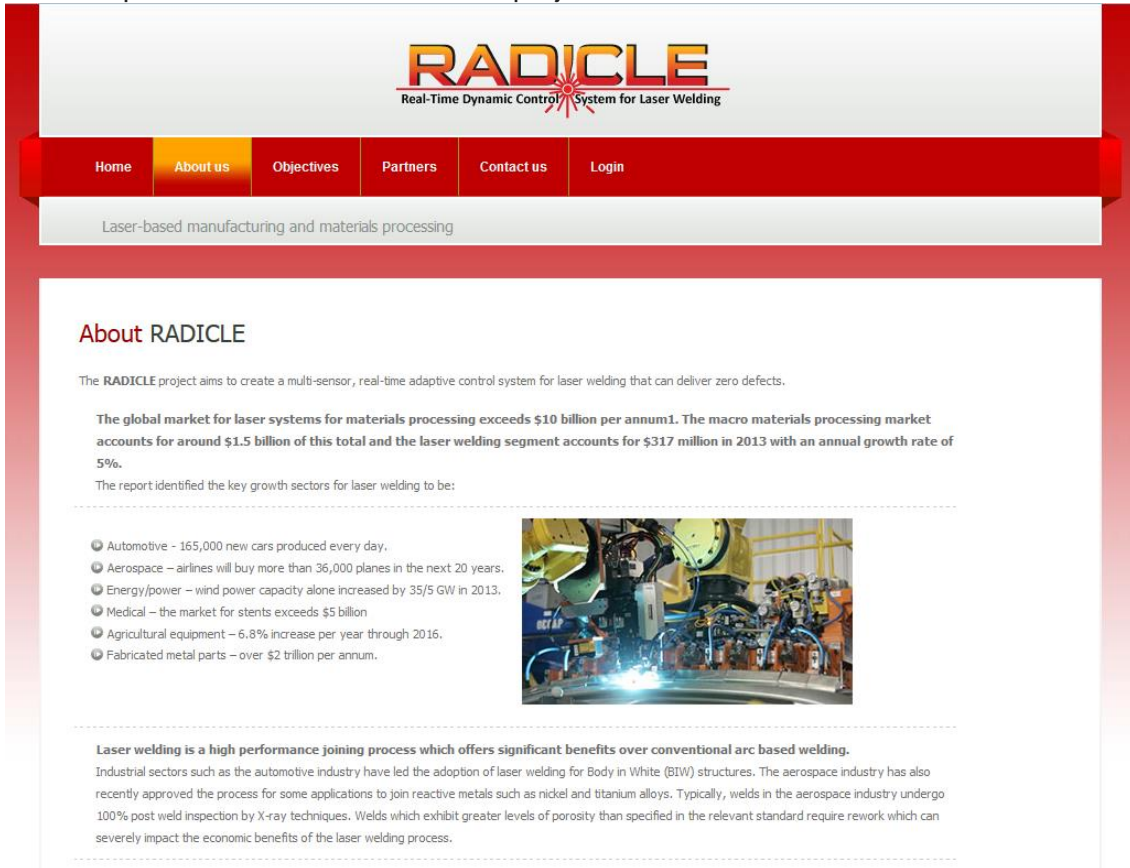 RADICLE
Real-Time Dynamic Control System for Laser Welding
Home About us Objectives Partners Contact us Login
Laser-based manufacturing and materials processing
About RADICLE
The RADICLE project aims to create a multi-sensor, real-time adaptive control system for laser welding that can deliver zero defects.
The global market for laser systems for materials processing exceeds $10 billion per annum1. The macro materials processing market
accounts for around $1.5 billion of this total and the laser welding segment accounts for $317 million in 2013 with an annual growth rate of
5%.
The report identified the key growth sectors for laser welding to be:
Automotive - 165,000 new cars produced every day.
Aerospace – airlines will buy more than 36,000 planes in the next 20 years.
Energy/power – wind power capacity alone increased by 35/5 GW in 2013.
Medical – the market for stents exceeds $5 billion
Agricultural equipment – 6.8% increase per year through 2016.
Fabricated metal parts – over $2 trillion per annum.
Laser welding is a high performance joining process which offers significant benefits over conventional arc based welding.
Industrial sectors such as the automotive industry have led the adoption of laser welding for Body in White (BIW) structures. The aerospace industry has also
recently approved the process for some applications to join reactive metals such as nickel and titanium alloys. Typically, welds in the aerospace industry undergo
100% post weld inspection by X-ray techniques. Welds which exhibit greater levels of porosity than specified in the relevant standard require rework which can
severely impact the economic benefits of the laser welding process.